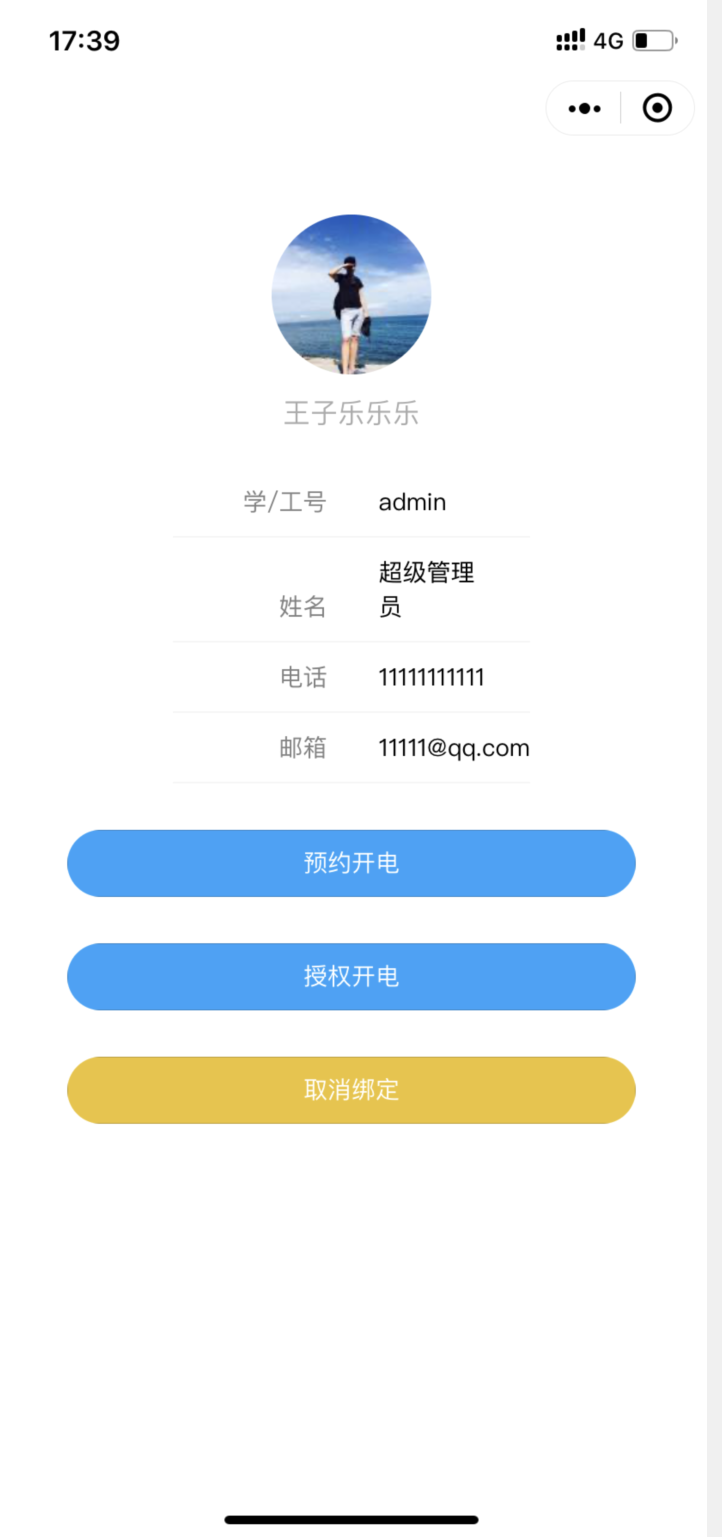 17:39
4G
王子乐乐乐
学/工号 admin
超级管理
姓名 员
电话 11111111111
邮箱 11111@qq.com
预约开电
授权开电
取消绑定